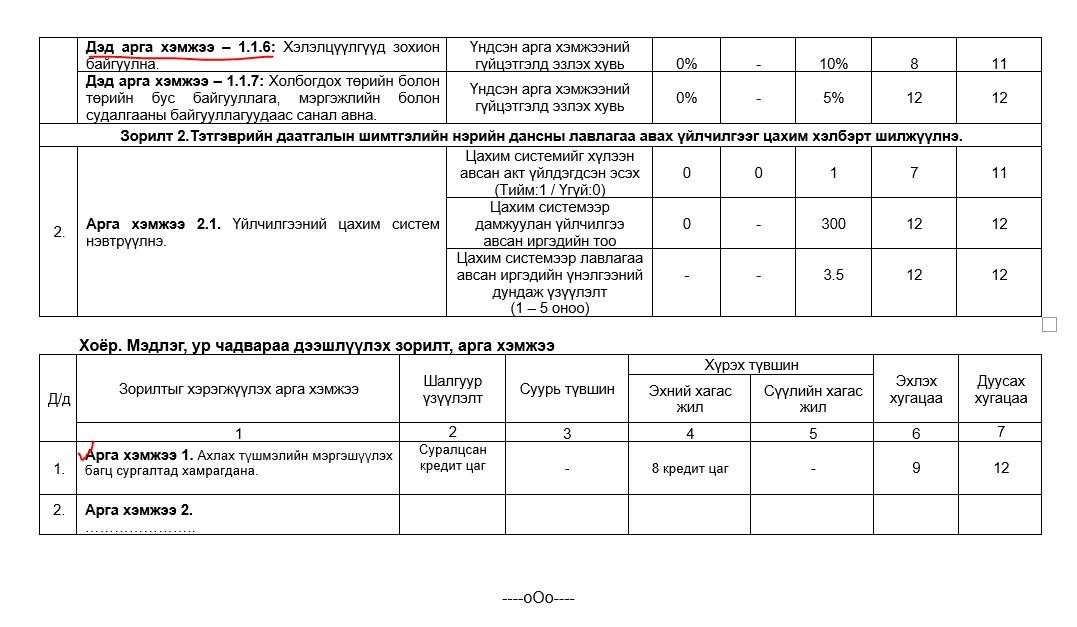 Дэд арга хэмжээ – 1.1.6: Хэлэлцүүлгүүд зохион
байгуулна.
Үндсэн арга хэмжээний
гүйцэтгэлд эзлэх хувь
0%
-
10%
8
11
Дэд арга хэмжээ – 1.1.7: Холбогдох төрийн болон
төрийн бус байгууллага, мэргэжлийн болон
судалгааны байгууллагуудаас санал авна.
Үндсэн арга хэмжээний
гүйцэтгэлд эзлэх хувь
0%
-
5%
12
12
Зорилт 2.Тэтгэврийн даатгалын шимтгэлийн нэрийн дансны лавлагаа авах үйлчилгээг цахим хэлбэрт шилжүүлнэ.
2.
Арга хэмжээ 2.1. Үйлчилгээний цахим систем
нэвтрүүлнэ.
Цахим системийг хүлээн
авсан акт үйлдэгдсэн эсэх
(Тийм:1 / Үгүй:0)
0
0
1
7
11
Цахим системээр
дамжуулан үйлчилгээ
авсан иргэдийн тоо
0
-
300
12
12
Цахим системээр лавлагаа
авсан иргэдийн үнэлгээний
дундаж үзүүлэлт
(1 – 5 оноо)
-
-
3.5
12
12
Хоёр. Мэдлэг, ур чадвараа дээшлүүлэх зорилт, арга хэмжээ
Д/д
Зорилтыг хэрэгжүүлэх арга хэмжээ
Шалгуур
үзүүлэлт
Суурь түвшин
Хүрэх түвшин
Эхний хагас
жил
Сүүлийн хагас
жил
Эхлэх
хугацаа
Дуусах
хугацаа
1
2
3
4
5
6
7
1.
Арга хэмжээ 1. Ахлах түшмэлийн мэргэшүүлэх
багц сургалтад хамрагдана.
Суралцсан
кредит цаг
-
8 кредит цаг
-
9
12
2.
Арга хэмжээ 2.
…………………..
----оОо----